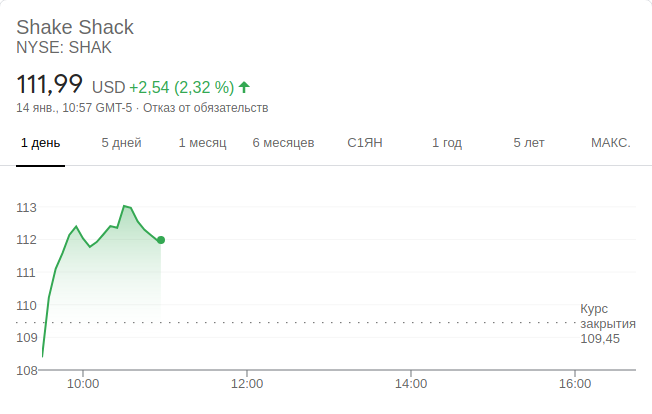 Shake Shack
NYSE: SHAK
111,99 USD +2,54 (2,32 %)
14 янв., 10:57 GMT-5 · Отказ от обязательств
1 день 5 дней 1 месяц 6 месяцев С1ЯН 1 год 5 лет МАКС.
113
112
111
110
109
108
Курс
закрытия
109,45
10:00 12:00 14:00 16:00